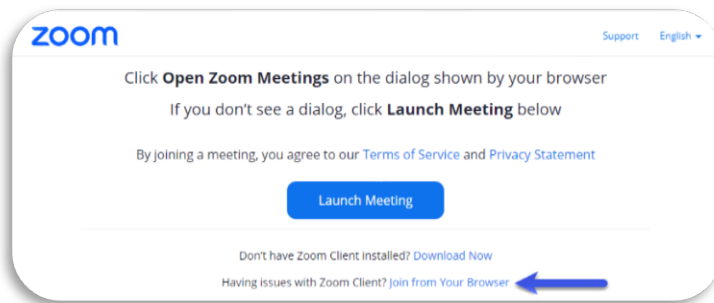 zoom
Support English
Click Open Zoom Meetings on the dialog shown by your browser
If you don't see a dialog, click Launch Meeting below
By joining a meeting, you agree to our Terms of Service and Privacy Statement
Launch Meeting
Don't have Zoom Client installed? Download Now
Having issues with Zoom Client? Join from Your Browser